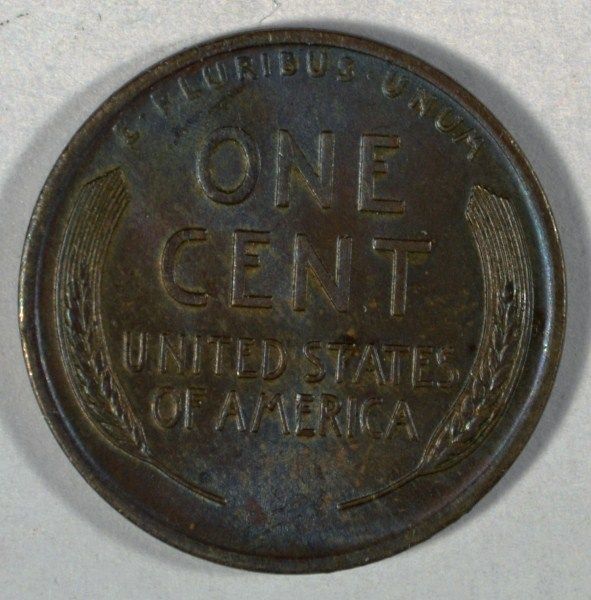 E·PLURIBUS·UNUM
ONE
CENT
UNITED STATES
OF AMERICA